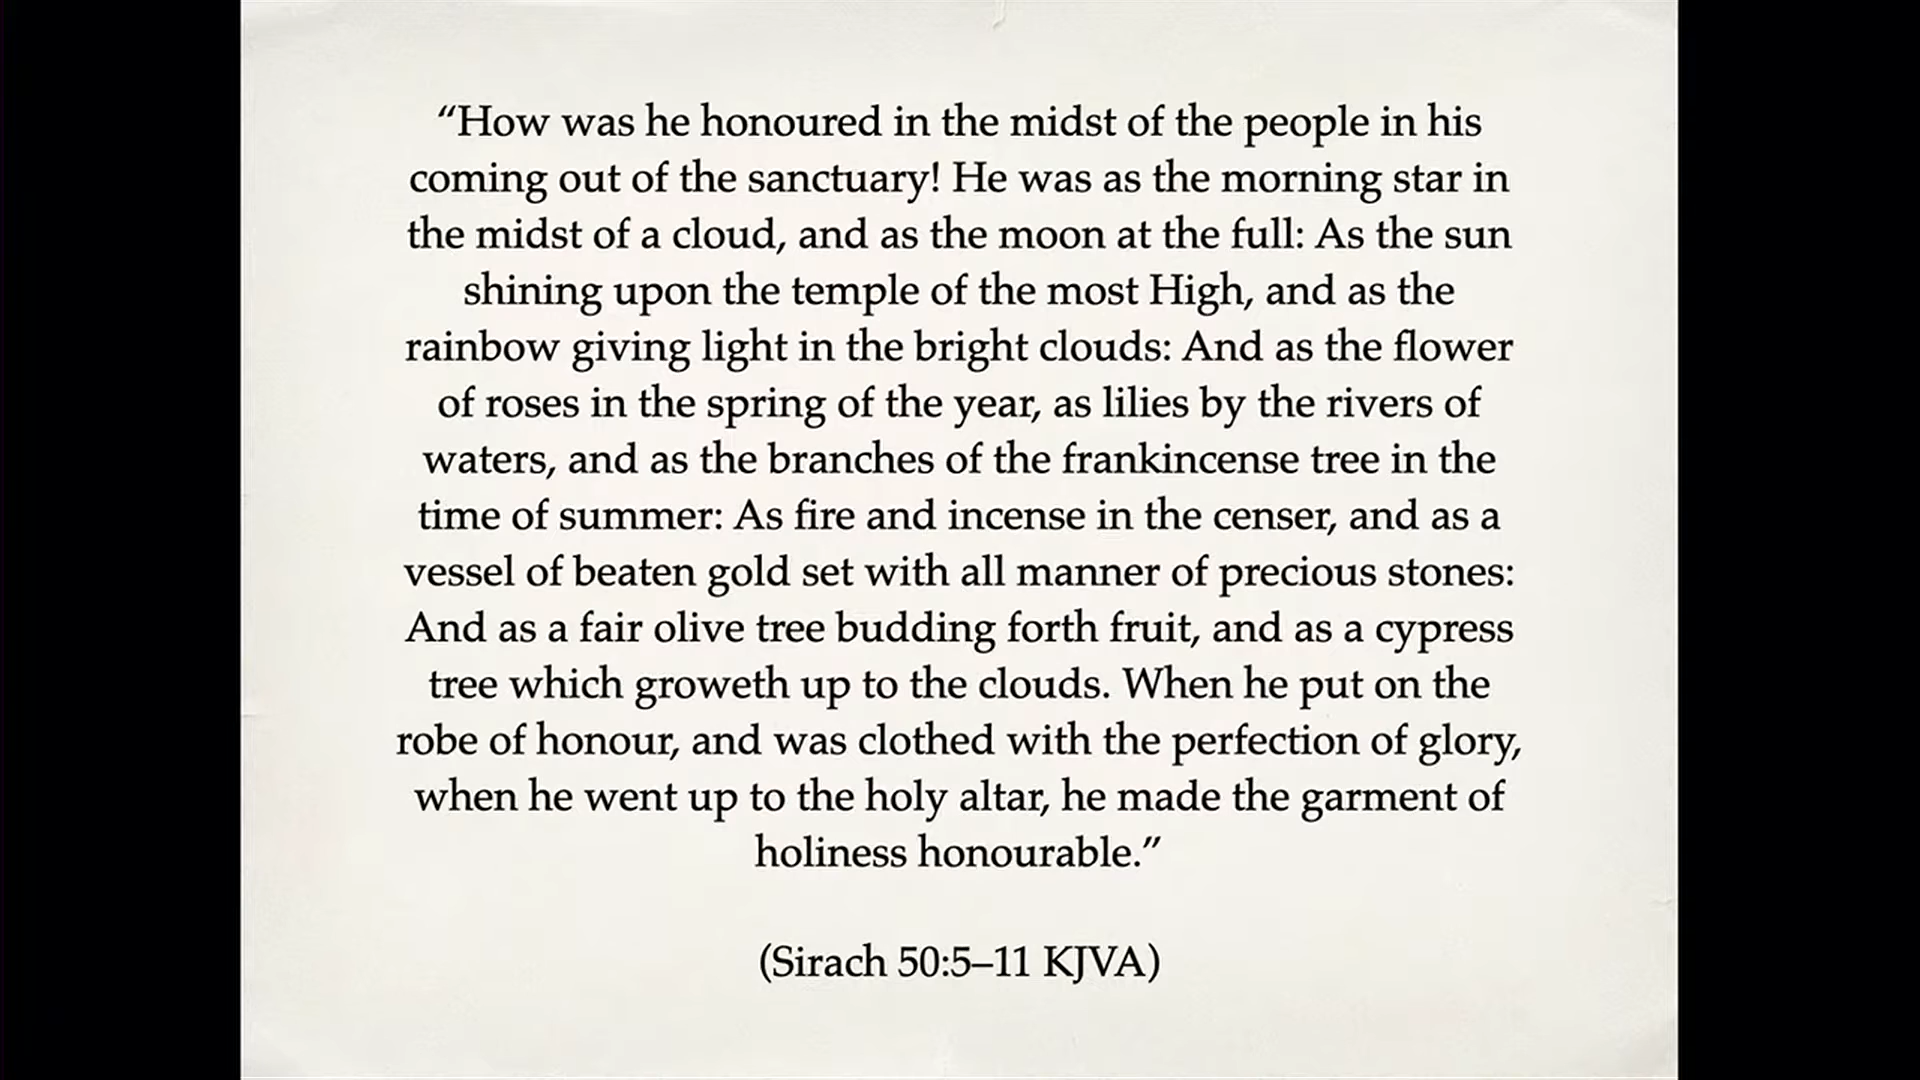 “How was he honoured in the midst of the people in his
coming out of the sanctuary! He was as the morning star in
the midst of a cloud, and as the moon at the full: As the sun
shining upon the temple of the most High, and as the
rainbow giving light in the bright clouds: And as the flower
of roses in the spring of the year, as lilies by the rivers of
waters, and as the branches of the frankincense tree in the
time of summer: As fire and incense in the censer, and as a
vessel of beaten gold set with all manner of precious stones:
And as a fair olive tree budding forth fruit, and as a cypress
tree which groweth up to the clouds. When he put on the
robe of honour, and was clothed with the perfection of glory,
when he went up to the holy altar, he made the garment of
holiness honourable.”
(Sirach 50:5–11 KJVA)